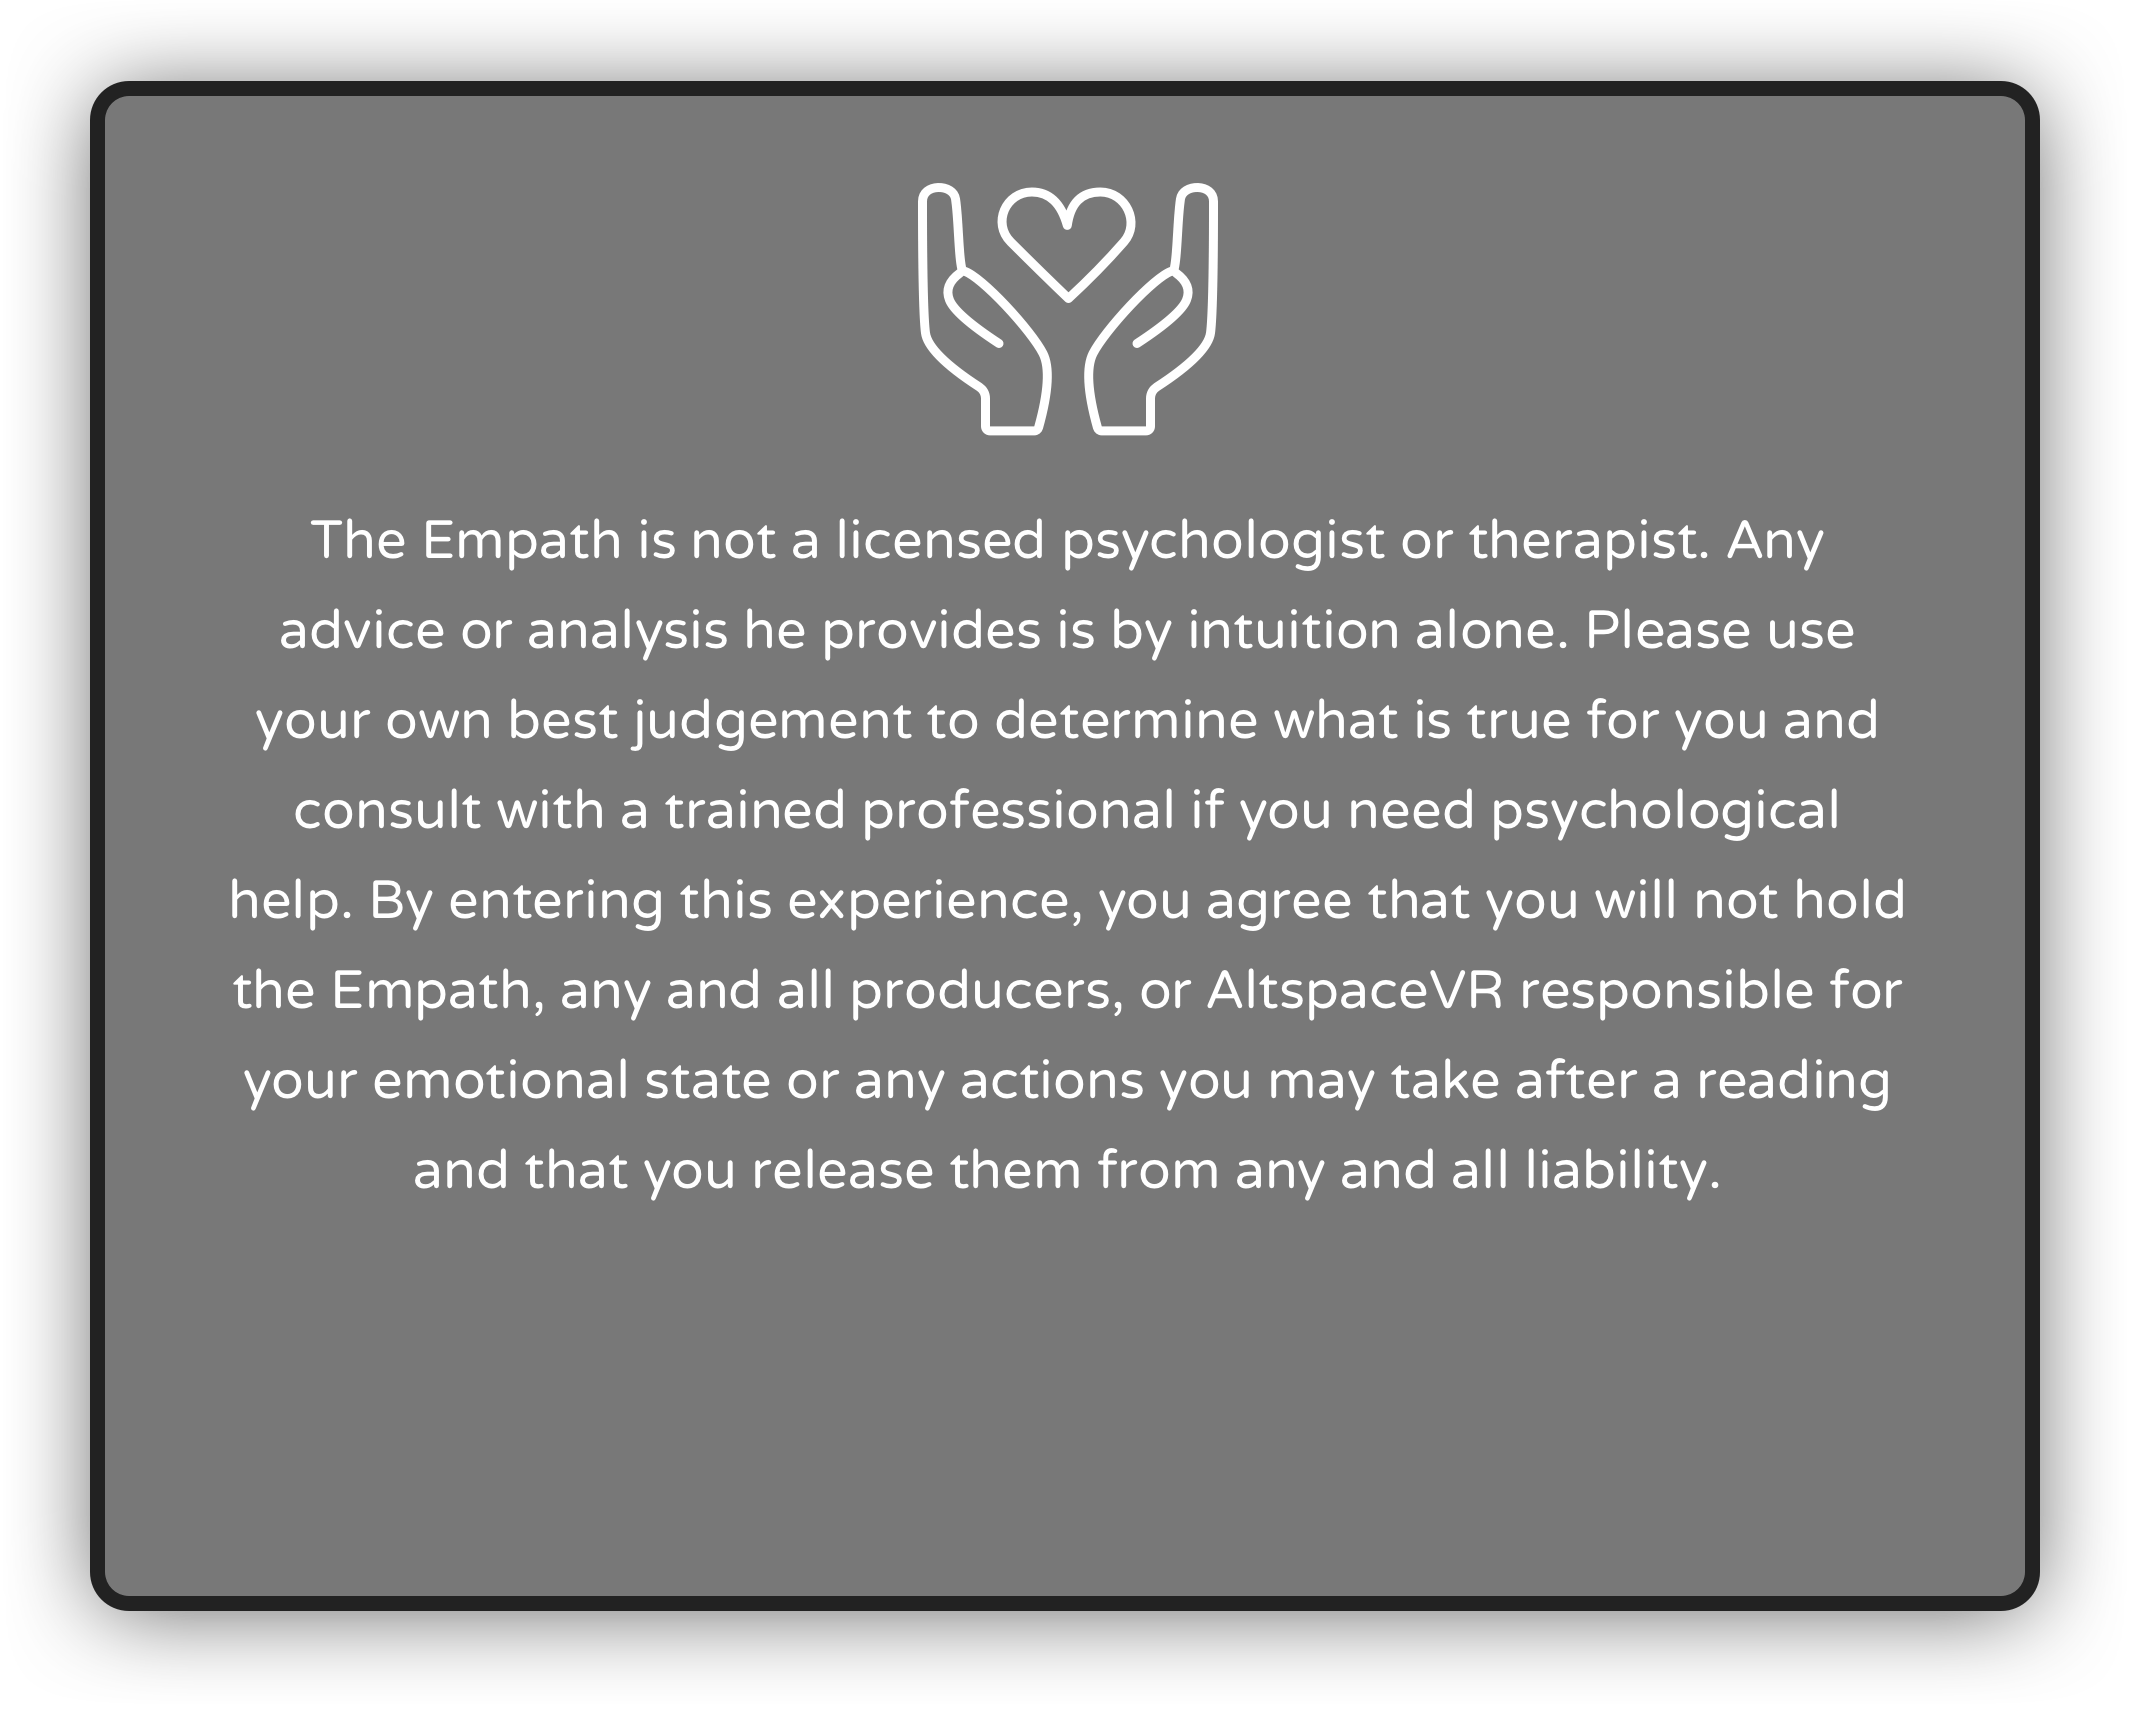 The Empath is not a licensed psychologist or therapist. Any
advice or analysis he provides is by intuition alone. Please use
your own best judgement to determine what is true for you and
consult with a trained professional if you need psychological
help. By entering this experience, you agree that you will not hold
the Empath, any and all producers, or AltspaceVR responsible for
your emotional state or any actions you may take after a reading
and that you release them from any and all liability.